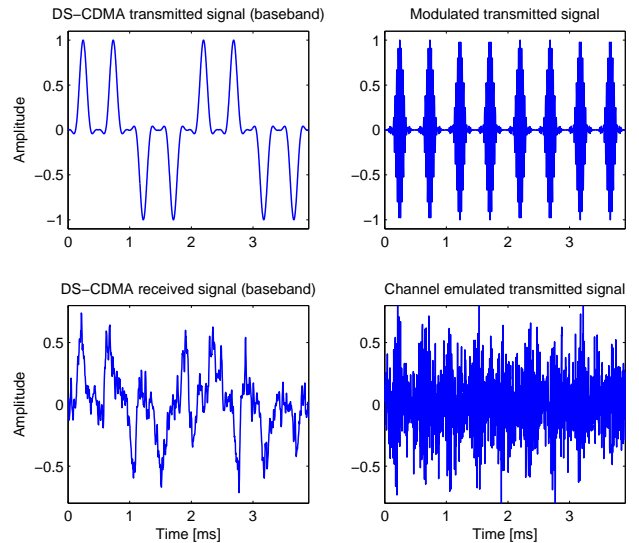 DS−CDMA transmitted signal (baseband)
Modulated transmitted signal
Amplitude
1
0.5
0
−0.5
−1
0 1 2 3
1
0.5
0
−0.5
−1
0 1 2 3
DS−CDMA received signal (baseband)
Channel emulated transmitted signal
Amplitude
0.5
0
−0.5
0 1 2 3
Time [ms]
0.5
0
−0.5
0 1 2 3
Time [ms]